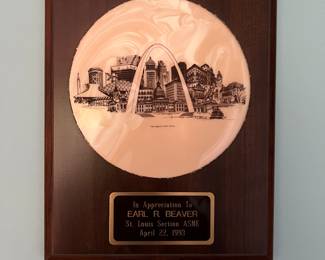 In Appreciation To
EARL R. BEAVER
St. Louis Section ASME
April 22, 1993